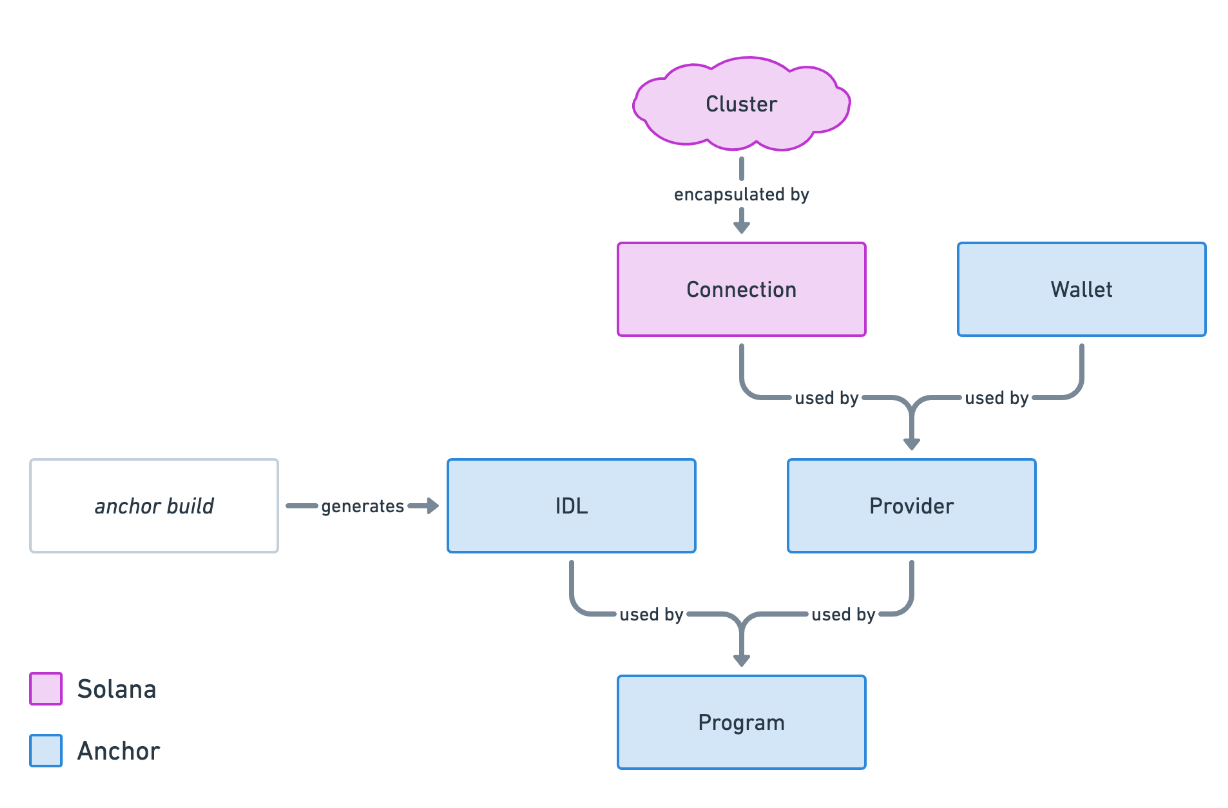 Cluster
encapsulated by
Connection
Wallet
used by
used by
anchor build
generates
IDL
Provider
used by
used by
Solana
Program
Anchor